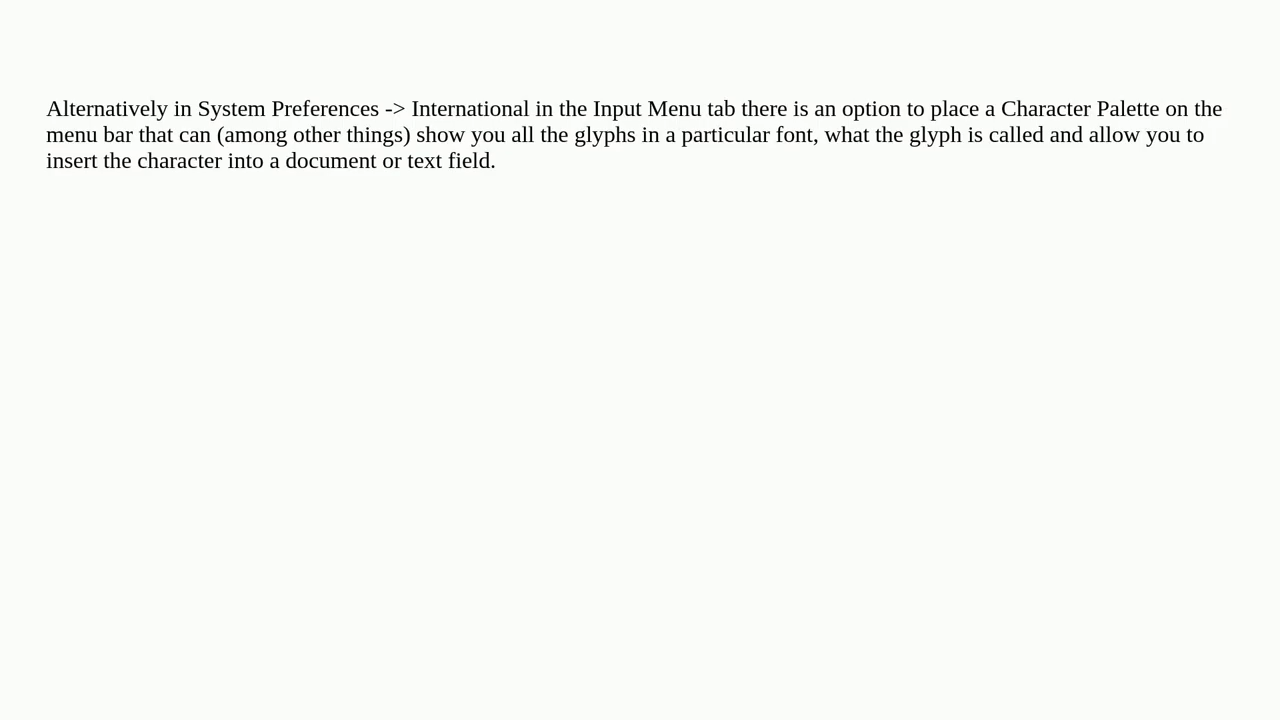 Alternatively in System Preferences -> International in the Input Menu tab there is an option to place a Character Palette on the
menu bar that can (among other things) show you all the glyphs in a particular font, what the glyph is called and allow you to
insert the character into a document or text field.